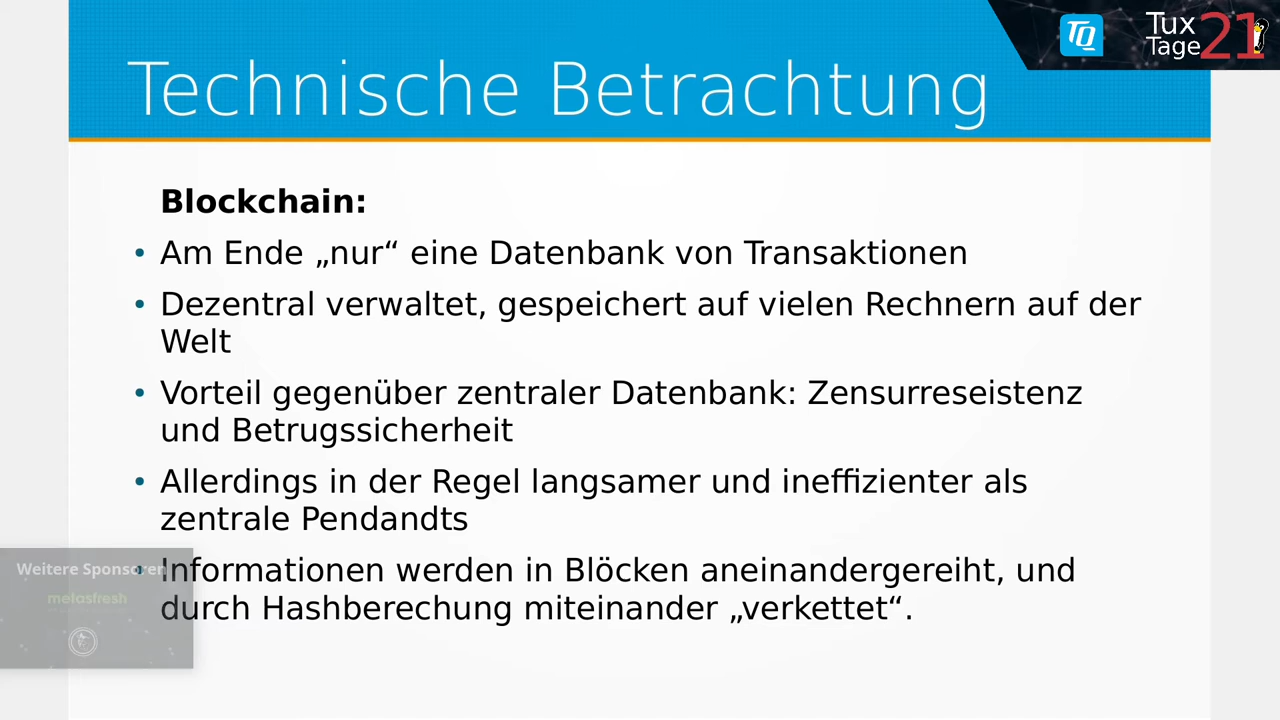 Technische Betrachtung
TQ
Tux
Tage
21
Blockchain:
• Am Ende „nur“ eine Datenbank von Transaktionen
• Dezentral verwaltet, gespeichert auf vielen Rechnern auf der
Welt
• Vorteil gegenüber zentraler Datenbank: Zensurreseistenz
und Betrugssicherheit
• Allerdings in der Regel langsamer und ineffizienter als
zentrale Pendandts
• Informationen werden in Blöcken aneinandergereiht, und
durch Hashberechung miteinander „verkettet“.
Weitere Sponsoren
metasfresh